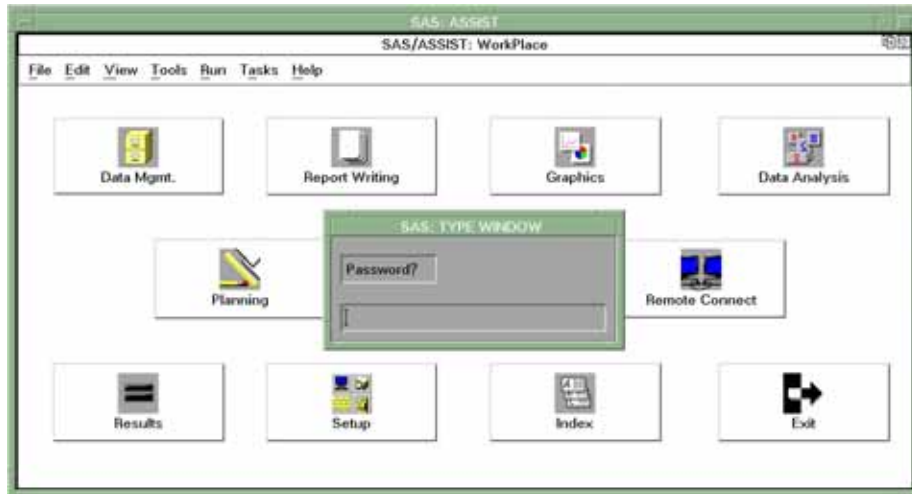 SAS: ASSIST
SAS/ASSIST: WorkPlace
File Edit View Tools Run Tasks Help
Data Mgmt. Report Writing Graphics Data Analysis
SAS: TYPE WINDOW
Password?
Planning Remote Connect
Results Setup Index Exit